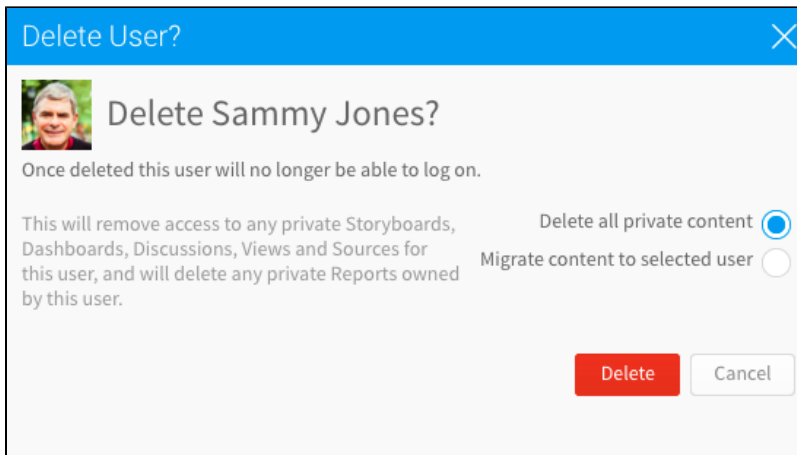 Delete User?
Delete Sammy Jones?
Once deleted this user will no longer be able to log on.
This will remove access to any private Storyboards,
Dashboards, Discussions, Views and Sources for
this user, and will delete any private Reports owned
by this user.
Delete all private content
Migrate content to selected user
Delete
Cancel